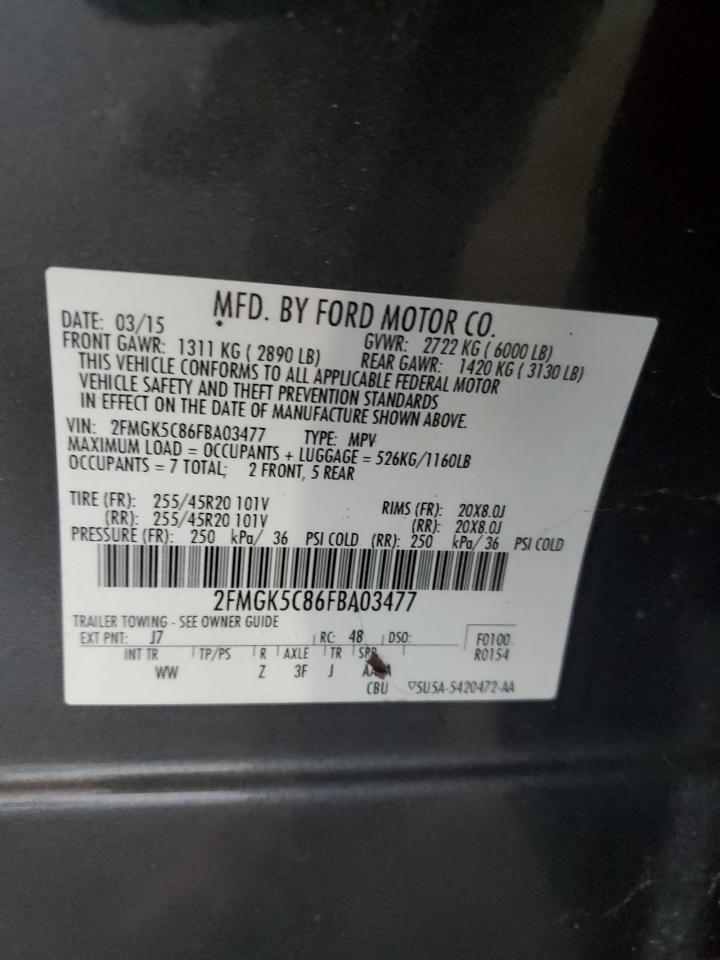 MFD. BY FORD MOTOR CO.
DATE: 03/15 GVWR: 2722 KG ( 6000 LB)
FRONT GAWR: 1311 KG ( 2890 LB) REAR GAWR: 1420 KG ( 3130 LB)
THIS VEHICLE CONFORMS TO ALL APPLICABLE FEDERAL MOTOR
VEHICLE SAFETY AND THEFT PREVENTION STANDARDS
IN EFFECT ON THE DATE OF MANUFACTURE SHOWN ABOVE.
VIN: 2FMGK5C86FBA03477 TYPE: MPV
MAXIMUM LOAD = OCCUPANTS + LUGGAGE = 526KG/1160LB
OCCUPANTS = 7 TOTAL; 2 FRONT, 5 REAR
TIRE (FR): 255/45R20 101V RIMS (FR): 20X8.0J
(RR): 255/45R20 101V (RR): 20X8.0J
PRESSURE (FR): 250 kPa/ 36 PSI COLD (RR): 250 kPa/ 36 PSI COLD
2FMGK5C86FBA03477
TRAILER TOWING - SEE OWNER GUIDE
EXT PNT: J7 RC: 48 DSO: F0100
INT TR TP/PS R AXLE TR SPR R0154
WW Z 3F J
CBU 5U5A-5420472-AA